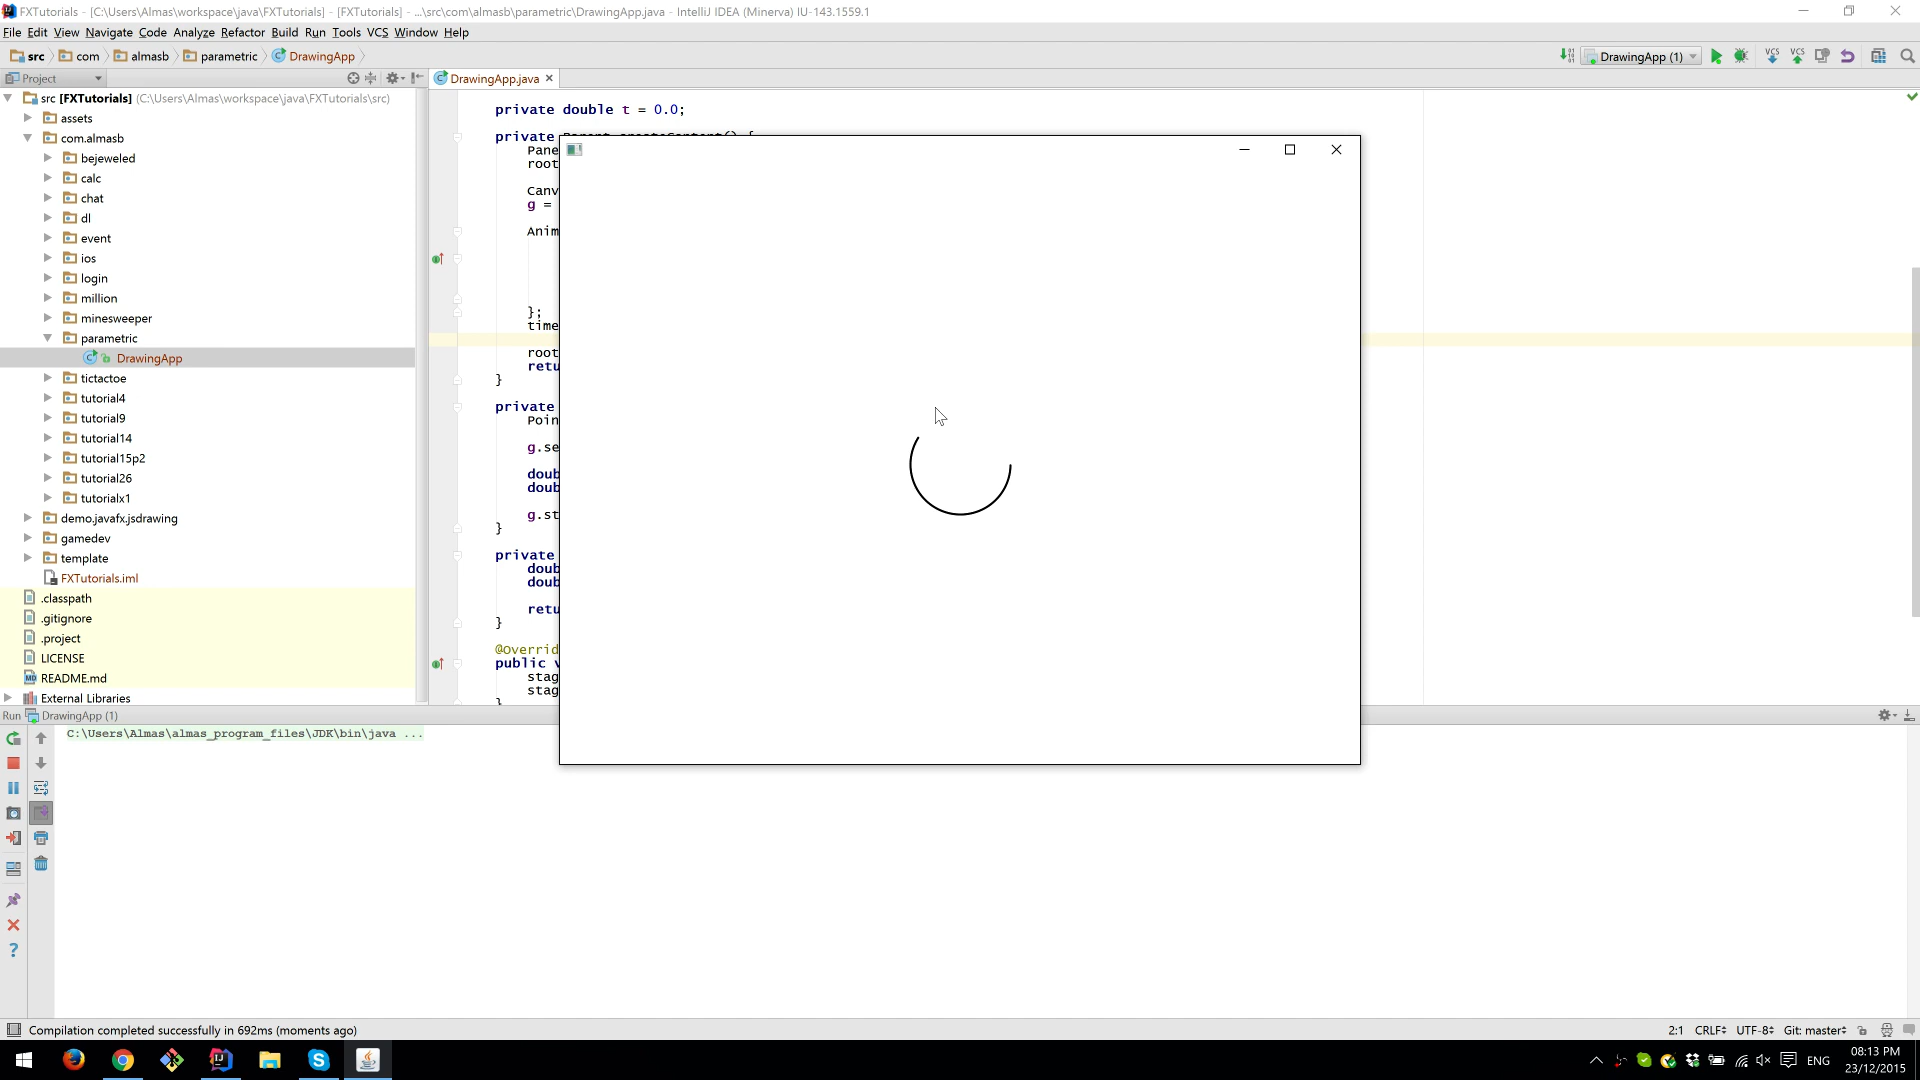 FXTutorials - [C:\Users\Almas\workspace\java\FXTutorials] - [FXTutorials] - ...\src\com\almasb\parametric\DrawingApp.java - IntelliJ IDEA (Minerva) IU-143.1559.1
File Edit View Navigate Code Analyze Refactor Build Run Tools VCS Window Help
src com almasb parametric DrawingApp
DrawingApp (1)
VCS VCS
Project
DrawingApp.java
src [FXTutorials] (C:\Users\Almas\workspace\java\FXTutorials\src)
assets
com.almasb
bejeweled
calc
chat
dl
event
ios
login
million
minesweeper
parametric
DrawingApp
tictactoe
tutorial4
tutorial9
tutorial14
tutorial15p2
tutorial26
tutorialx1
demo.javafx.jsdrawing
gamedev
template
FXTutorials.iml
.classpath
.gitignore
.project
LICENSE
README.md
External Libraries
private double t = 0.0;
private
Pane
root
Canv
g =
Anim
};
time
root
retu
}
private
Poin
g.se
doub
doub
g.st
}
private
doub
doub
retu
}
@Overrid
public v
stag
stag
Run DrawingApp (1)
C:\Users\Almas\almas_program_files\JDK\bin\java ...
Compilation completed successfully in 692ms (moments ago)
2:1 CRLF UTF-8 Git: master
ENG
08:13 PM
23/12/2015